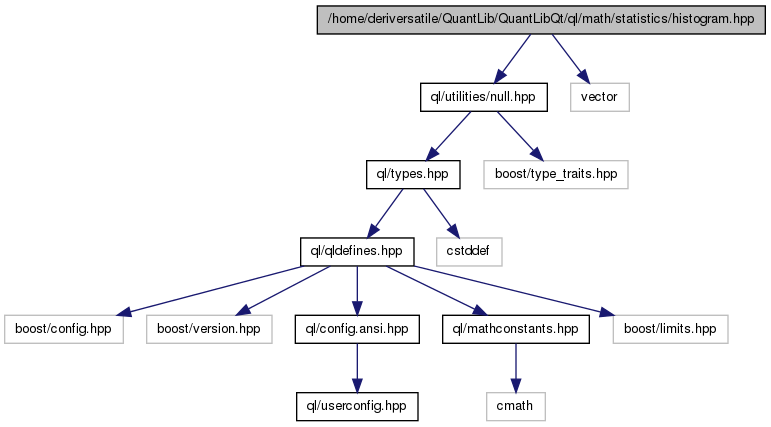 /home/deriversatile/QuantLib/QuantLibQt/ql/math/statistics/histogram.hpp
ql/utilities/null.hpp
vector
ql/types.hpp
boost/type_traits.hpp
ql/qldefines.hpp
cstddef
boost/config.hpp
boost/version.hpp
ql/config.ansi.hpp
ql/mathconstants.hpp
boost/limits.hpp
ql/userconfig.hpp
cmath